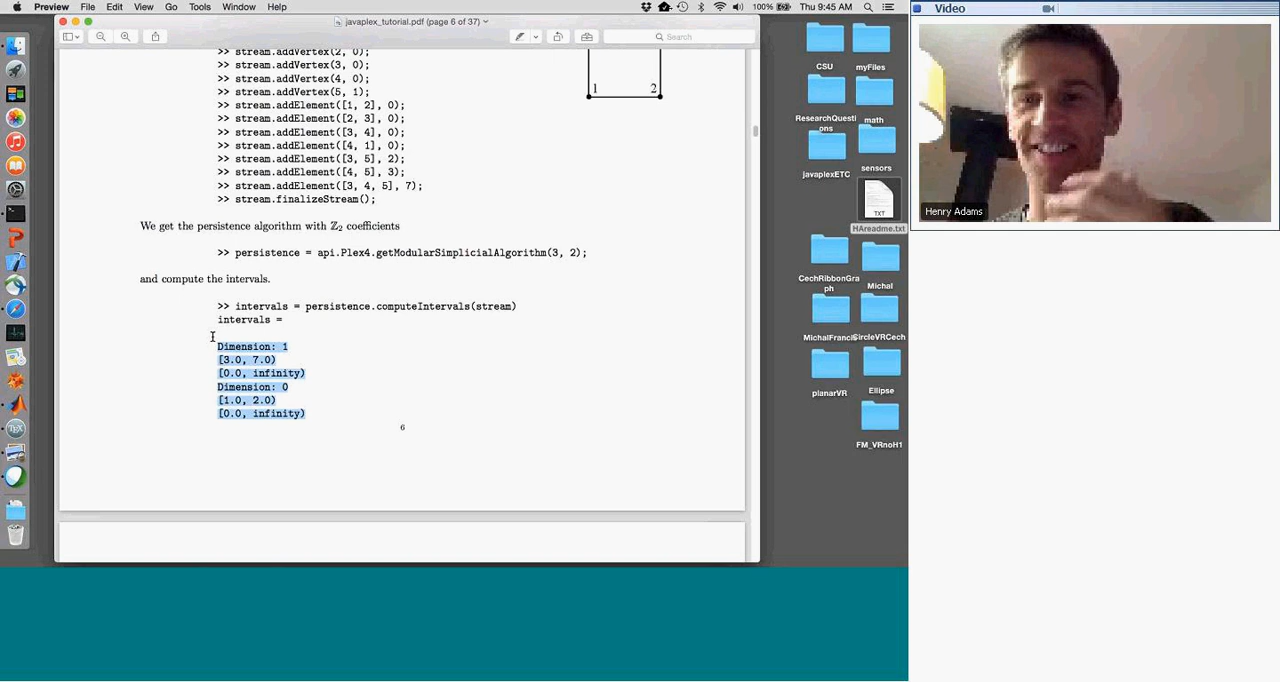 Preview File Edit View Go Tools Window Help
100% Thu 9:45 AM
javaplex_tutorial.pdf (page 6 of 37)
Search
>> stream.addVertex(2, 0);
>> stream.addVertex(3, 0);
>> stream.addVertex(4, 0);
>> stream.addVertex(5, 1);
>> stream.addElement([1, 2], 0);
>> stream.addElement([2, 3], 0);
>> stream.addElement([3, 4], 0);
>> stream.addElement([4, 1], 0);
>> stream.addElement([3, 5], 2);
>> stream.addElement([4, 5], 3);
>> stream.addElement([3, 4, 5], 7);
>> stream.finalizeStream();
1 2
We get the persistence algorithm with ℤ₂ coefficients
>> persistence = api.Plex4.getModularSimplicialAlgorithm(3, 2);
and compute the intervals.
>> intervals = persistence.computeIntervals(stream)
intervals =
Dimension: 1
[3.0, 7.0)
[0.0, infinity)
Dimension: 0
[1.0, 2.0)
[0.0, infinity)
6
CSU myFiles
ResearchQuesti
ons
math
javaplexETC sensors
TXT
HAreadme.txt
CechRibbonGra
ph
Michal
MichalFrancis CircleVRCech
planarVR Ellipse
FM_VRnoH1
Video
Henry Adams